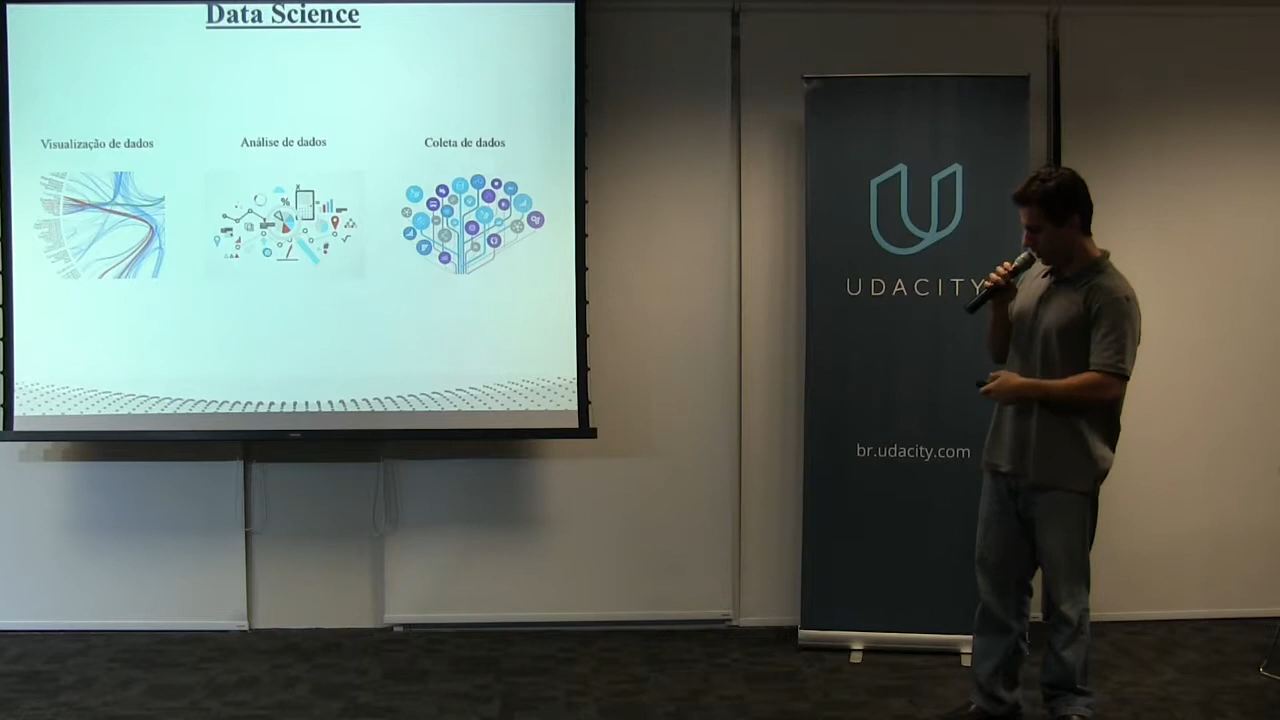 Data Science
Visualização de dados
Análise de dados
Coleta de dados
UDACITY
br.udacity.com